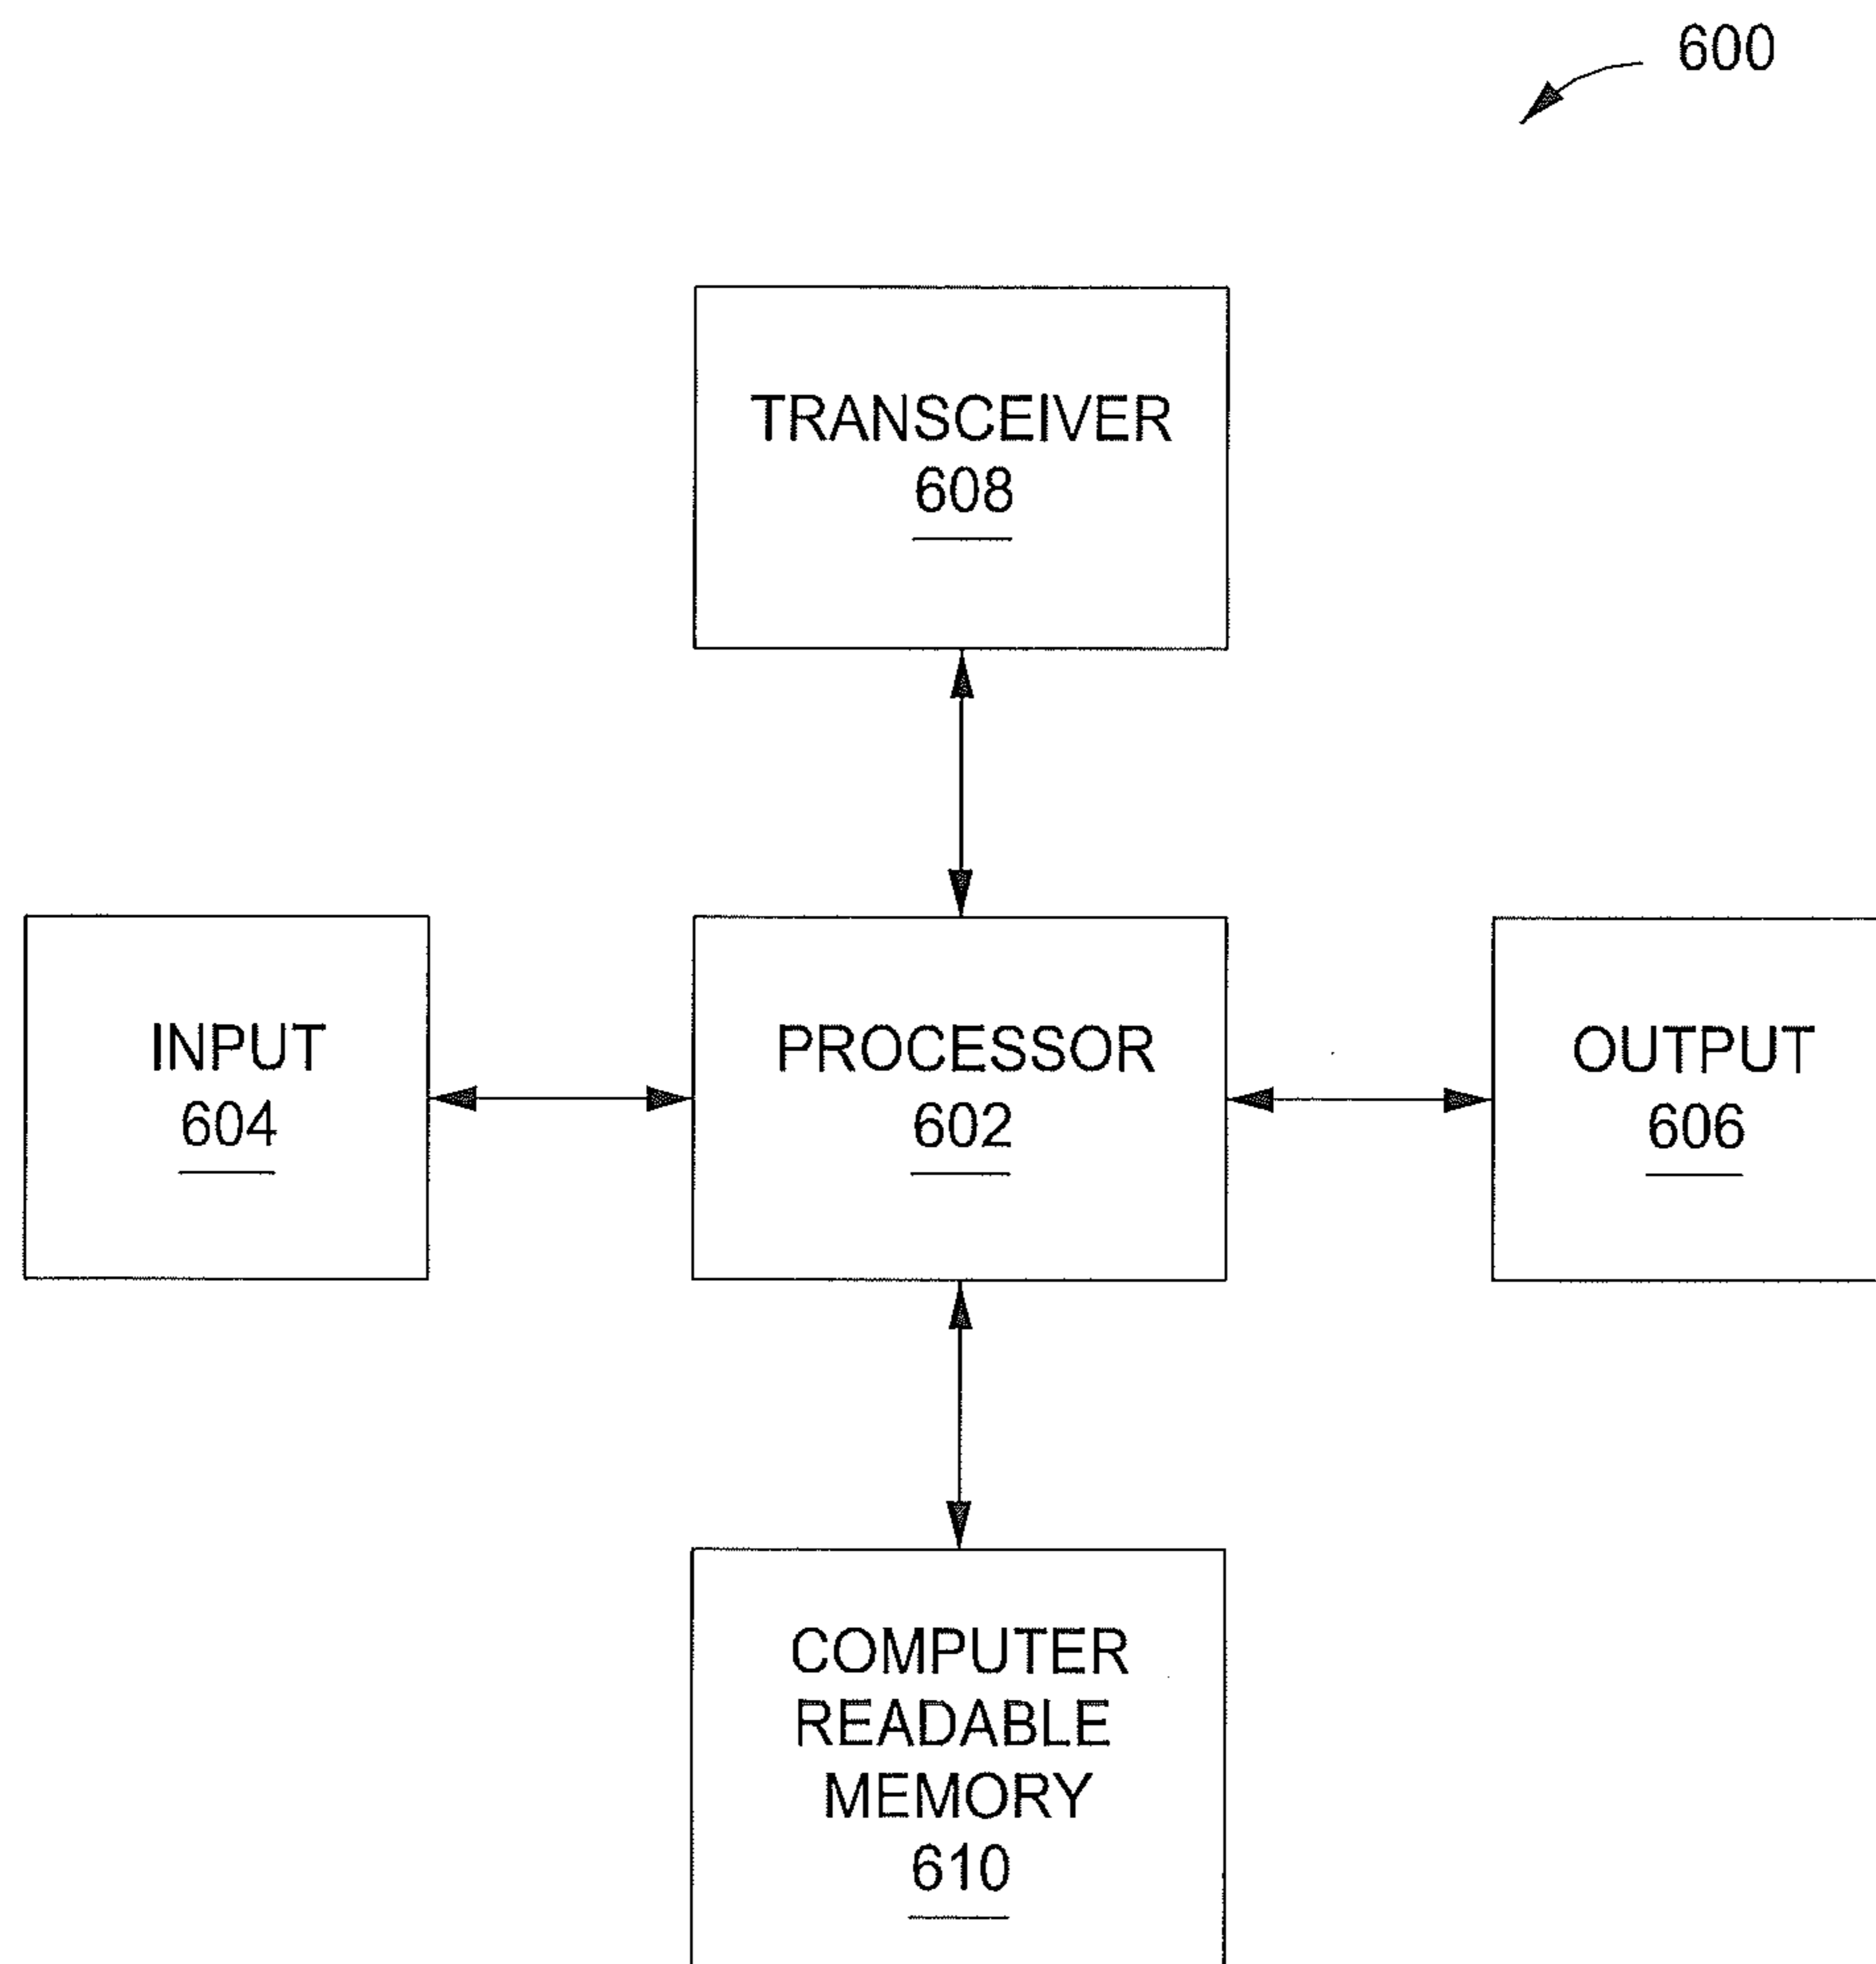 600
TRANSCEIVER
608
INPUT
604
PROCESSOR
602
OUTPUT
606
COMPUTER
READABLE
MEMORY
610